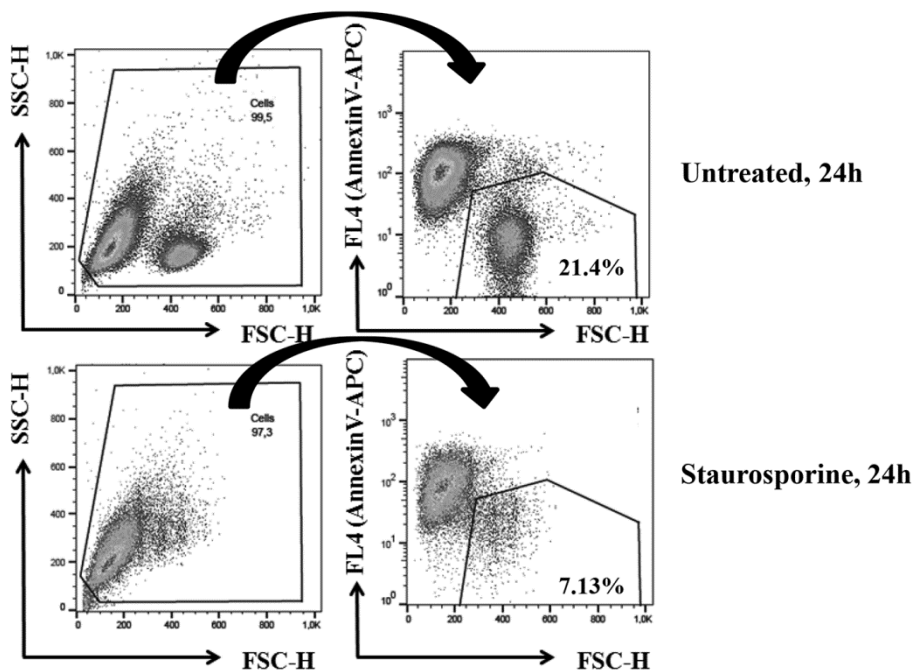 SSC-H
1,0K
800
600
400
200
0
Cells
99,5
0 200 400 600 800 1,0K
FSC-H
FL4 (AnnexinV-APC)
10³
10²
10¹
10⁰
21.4%
0 200 400 600 800 1,0K
FSC-H
Untreated, 24h
SSC-H
1,0K
800
600
400
200
0
Cells
97,3
0 200 400 600 800 1,0K
FSC-H
FL4 (AnnexinV-APC)
10³
10²
10¹
10⁰
7.13%
0 200 400 600 800 1,0K
FSC-H
Staurosporine, 24h